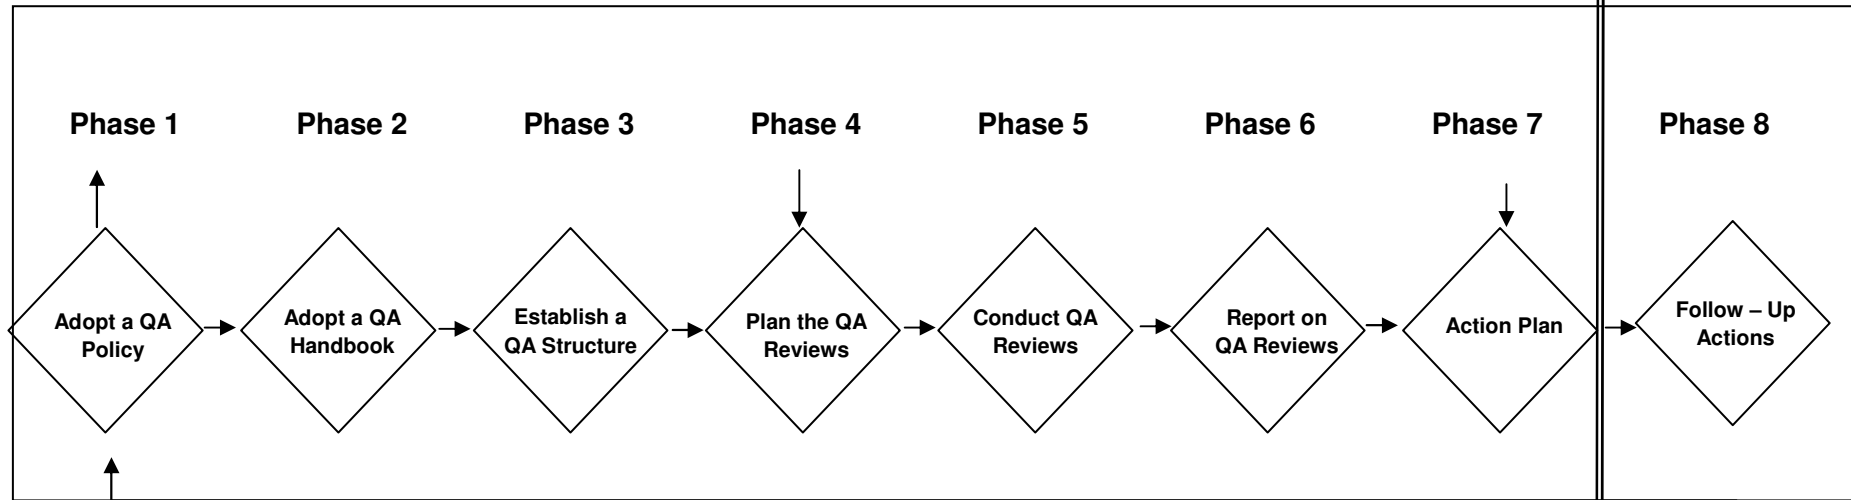 Phase 1 Phase 2 Phase 3 Phase 4 Phase 5 Phase 6 Phase 7 Phase 8
Adopt a QA
Policy
Adopt a QA
Handbook
Establish a
QA Structure
Plan the QA
Reviews
Conduct QA
Reviews
Report on
QA Reviews
Action Plan
Follow – Up
Actions